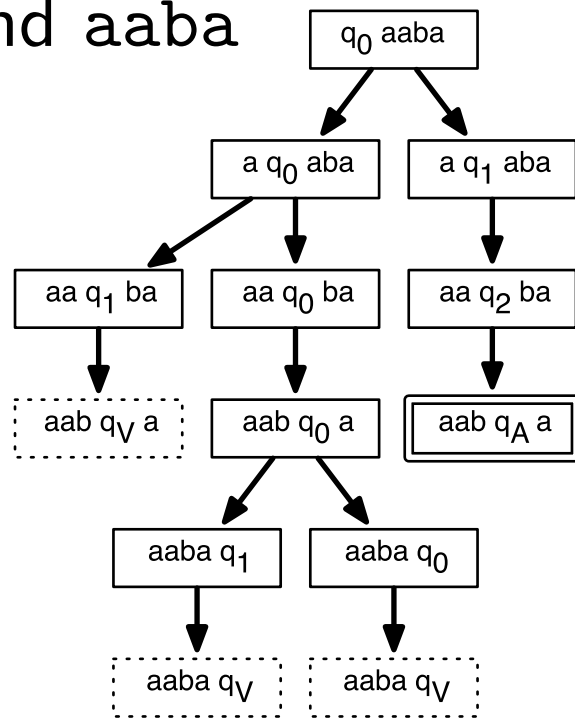 nd aaba
q0 aaba
a q0 aba
a q1 aba
aa q1 ba
aa q0 ba
aa q2 ba
aab qV a
aab q0 a
aab qA a
aaba q1
aaba q0
aaba qV
aaba qV